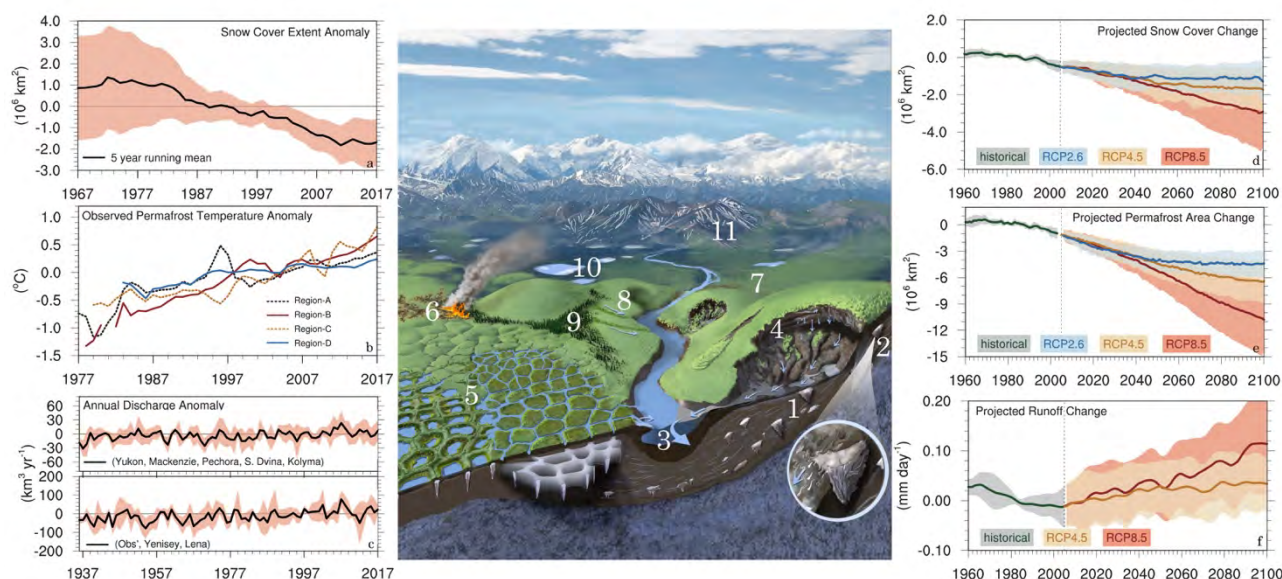 4.0
3.0
2.0
1.0
0.0
-1.0
-2.0
-3.0
(10⁶ km²)
Snow Cover Extent Anomaly
5 year running mean
a
1967 1977 1987 1997 2007 2017
1.0
0.5
0.0
-0.5
-1.0
-1.5
(°C)
Observed Permafrost Temperature Anomaly
Region-A
Region-B
Region-C
Region-D
b
1977 1987 1997 2007 2017
Annual Discharge Anomaly
60
30
0
-30
-60
(km³ yr⁻¹)
(Yukon, Mackenzie, Pechora, S. Dvina, Kolyma)
200
100
0
-100
-200
(Obs', Yenisey, Lena)
c
1937 1957 1977 1997 2017
11
10
7
8
6
9
4
2
5
1
3
2.0
0.0
-2.0
-4.0
-6.0
(10⁶ km²)
Projected Snow Cover Change
historical RCP2.6 RCP4.5 RCP8.5
d
1960 1980 2000 2020 2040 2060 2080 2100
0
-3
-6
-9
-12
-15
(10⁶ km²)
Projected Permafrost Area Change
historical RCP2.6 RCP4.5 RCP8.5
e
1960 1980 2000 2020 2040 2060 2080 2100
0.20
0.10
0.00
-0.10
(mm day⁻¹)
Projected Runoff Change
historical RCP4.5 RCP8.5
f
1960 1980 2000 2020 2040 2060 2080 2100